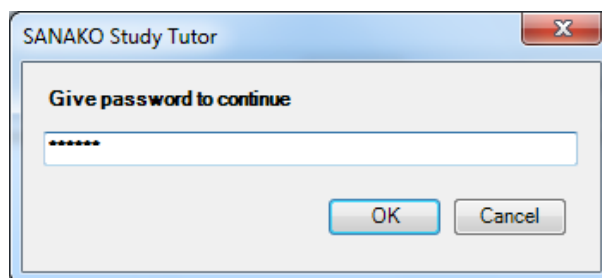 SANAKO Study Tutor
Give password to continue
******
OK
Cancel